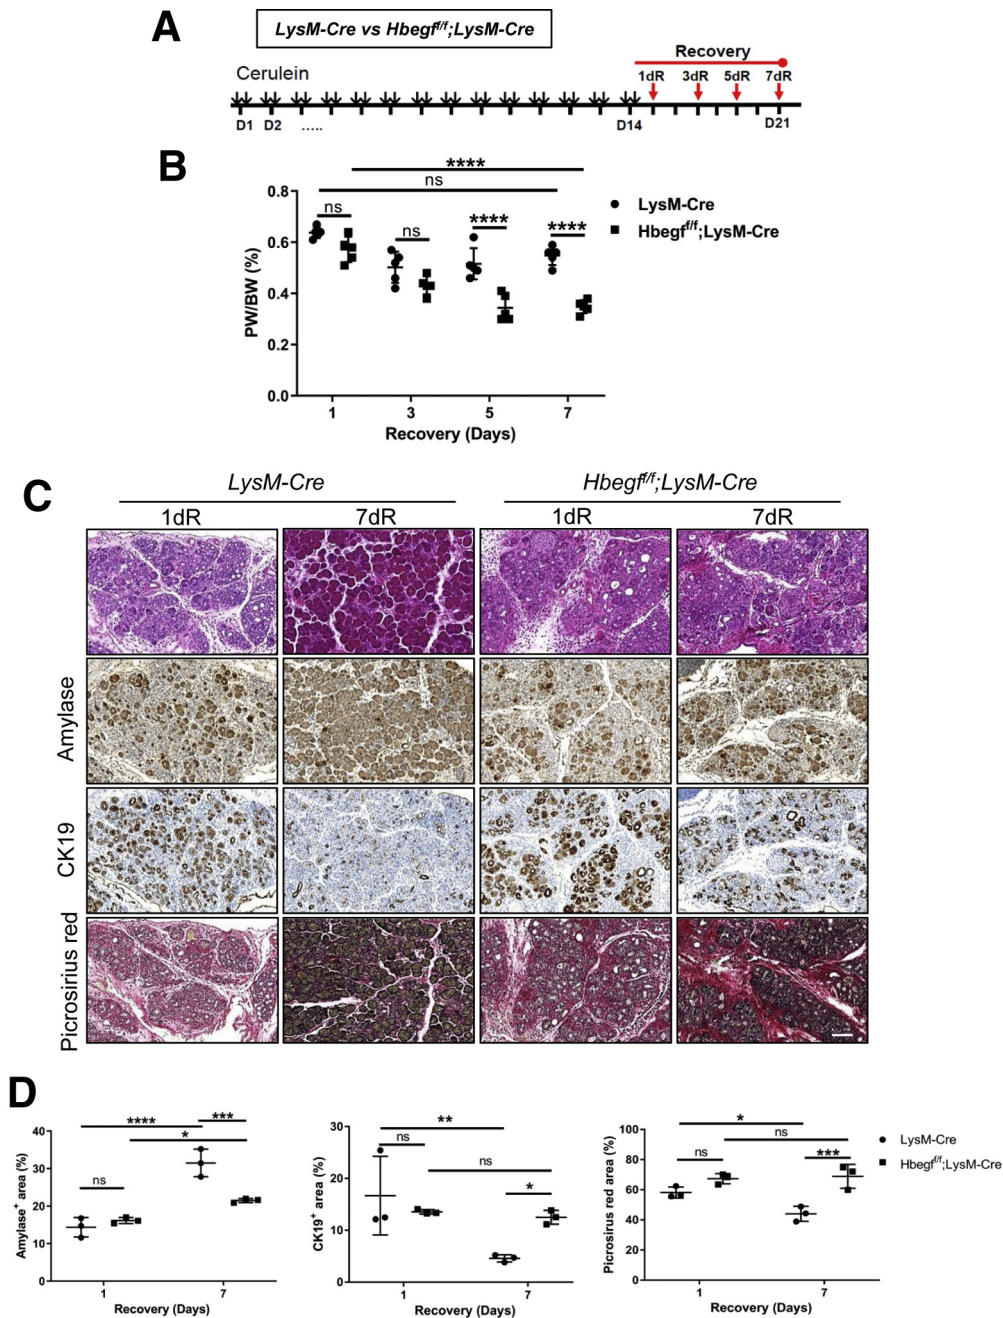 A
LysM-Cre vs Hbegf^f/f;LysM-Cre
Recovery
Cerulein
1dR 3dR 5dR 7dR
D1 D2 ..... D14 D21
B
****
ns
ns
ns
****
****
LysM-Cre
Hbegf^f/f;LysM-Cre
PW/BW (%)
0.8
0.6
0.4
0.2
0.0
1 3 5 7
Recovery (Days)
C
LysM-Cre Hbegf^f/f;LysM-Cre
1dR 7dR 1dR 7dR
Amylase
CK19
Picrosirius red
D
Amylase+ area (%)
40
30
20
10
0
ns
****
***
*
1 7
Recovery (Days)
CK19+ area (%)
30
20
10
0
**
ns
ns
*
1 7
Recovery (Days)
Picrosirus red area (%)
100
80
60
40
20
0
*
ns
ns
***
1 7
Recovery (Days)
LysM-Cre
Hbegf^f/f;LysM-Cre